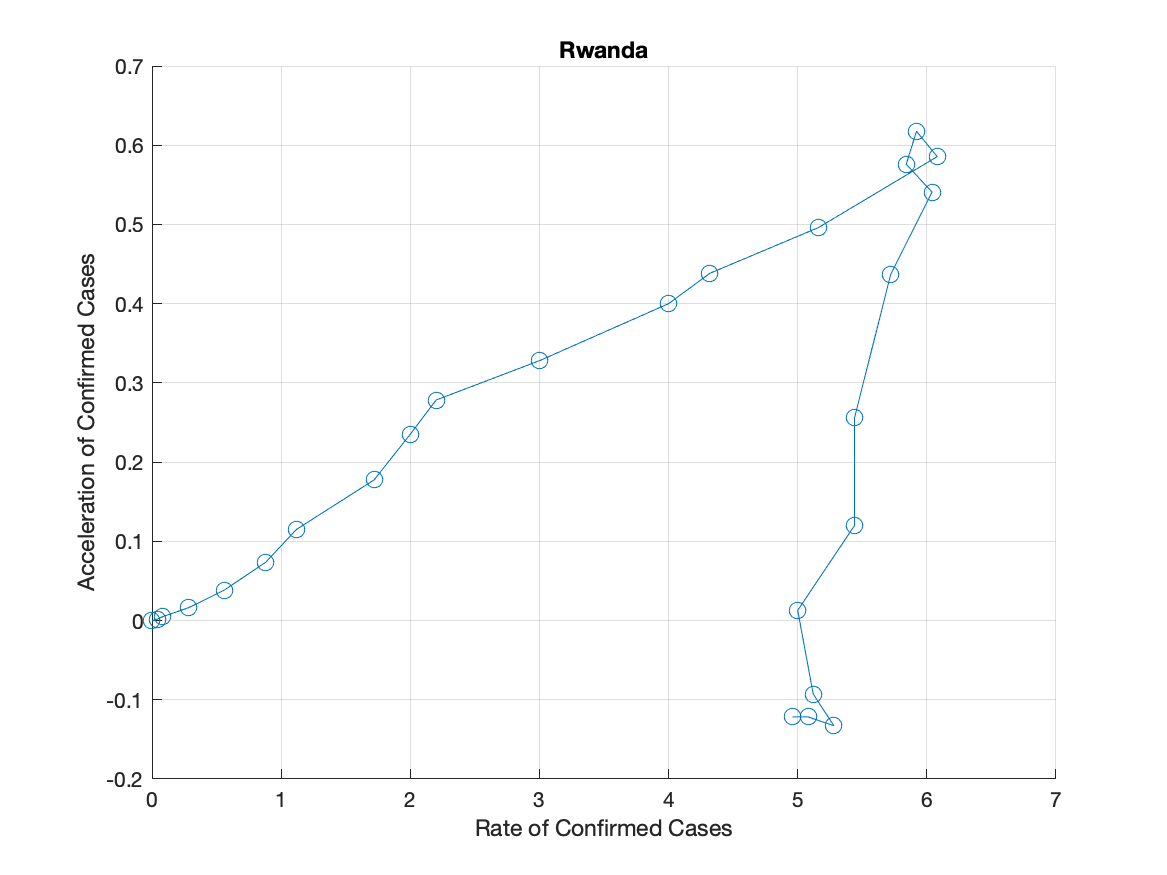 Rwanda
0.7
0.6
0.5
0.4
0.3
0.2
0.1
0
-0.1
-0.2
Acceleration of Confirmed Cases
0 1 2 3 4 5 6 7
Rate of Confirmed Cases